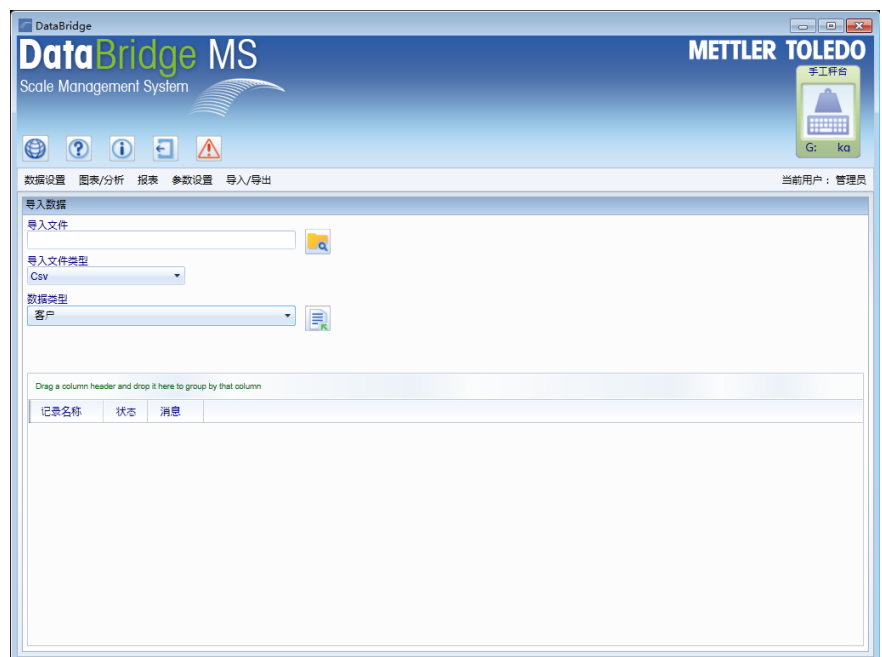 DataBridge
DataBridge MS
METTLER TOLEDO
Scale Management System
手工秤台
G: kg
数据设置 图表/分析 报表 参数设置 导入/导出
当前用户： 管理员
导入数据
导入文件
导入文件类型
Csv
数据类型
客户
Drag a column header and drop it here to group by that column
记录名称 状态 消息